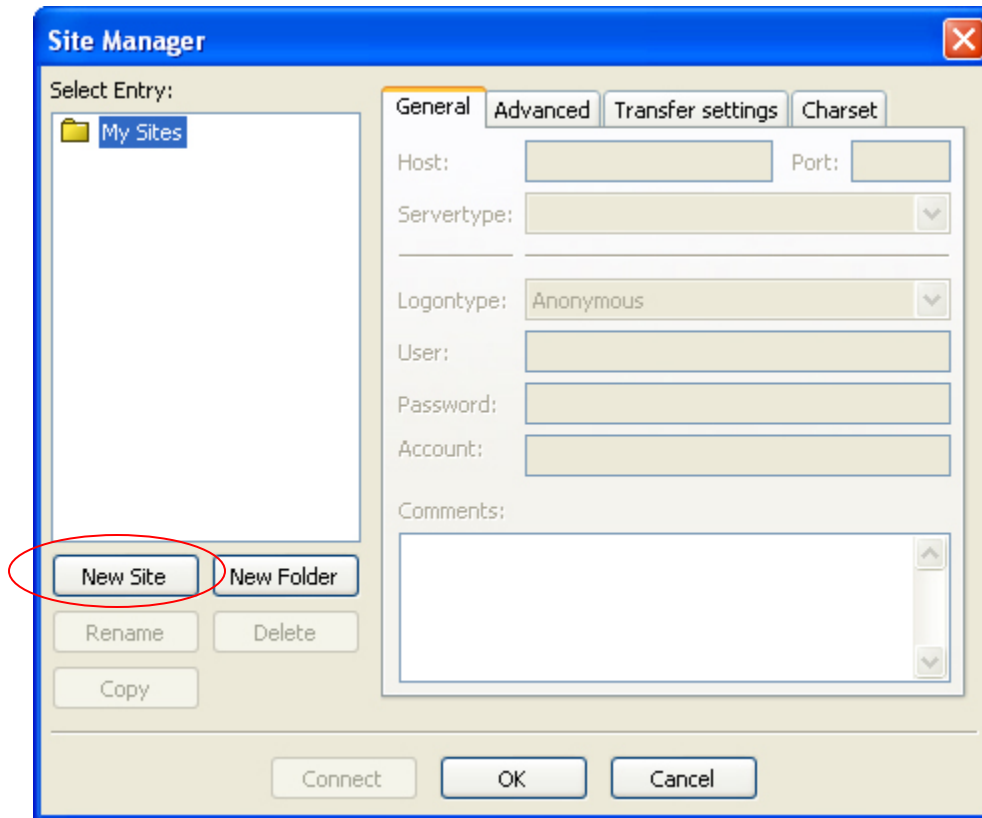 Site Manager
Select Entry:
My Sites
New Site New Folder
Rename Delete
Copy
General Advanced Transfer settings Charset
Host: Port:
Servertype:
Logontype: Anonymous
User:
Password:
Account:
Comments:
Connect OK Cancel